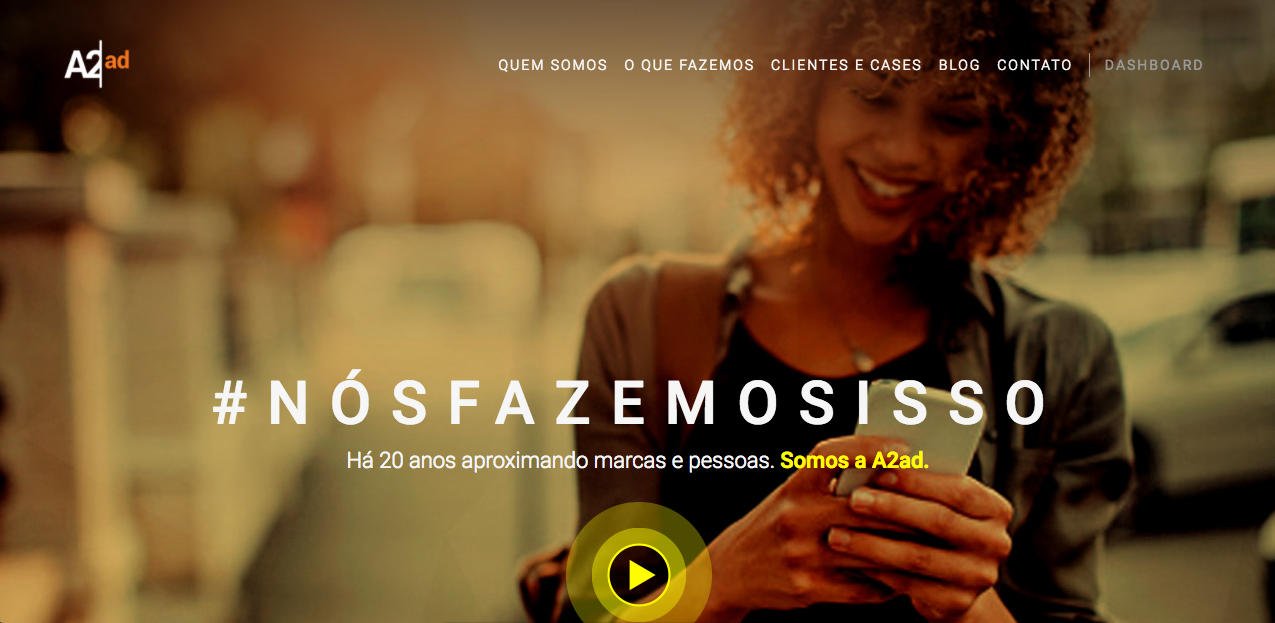 A2ad
QUEM SOMOS O QUE FAZEMOS CLIENTES E CASES BLOG CONTATO DASHBOARD
#NÓSFAZEMOSISSO
Há 20 anos aproximando marcas e pessoas. Somos a A2ad.